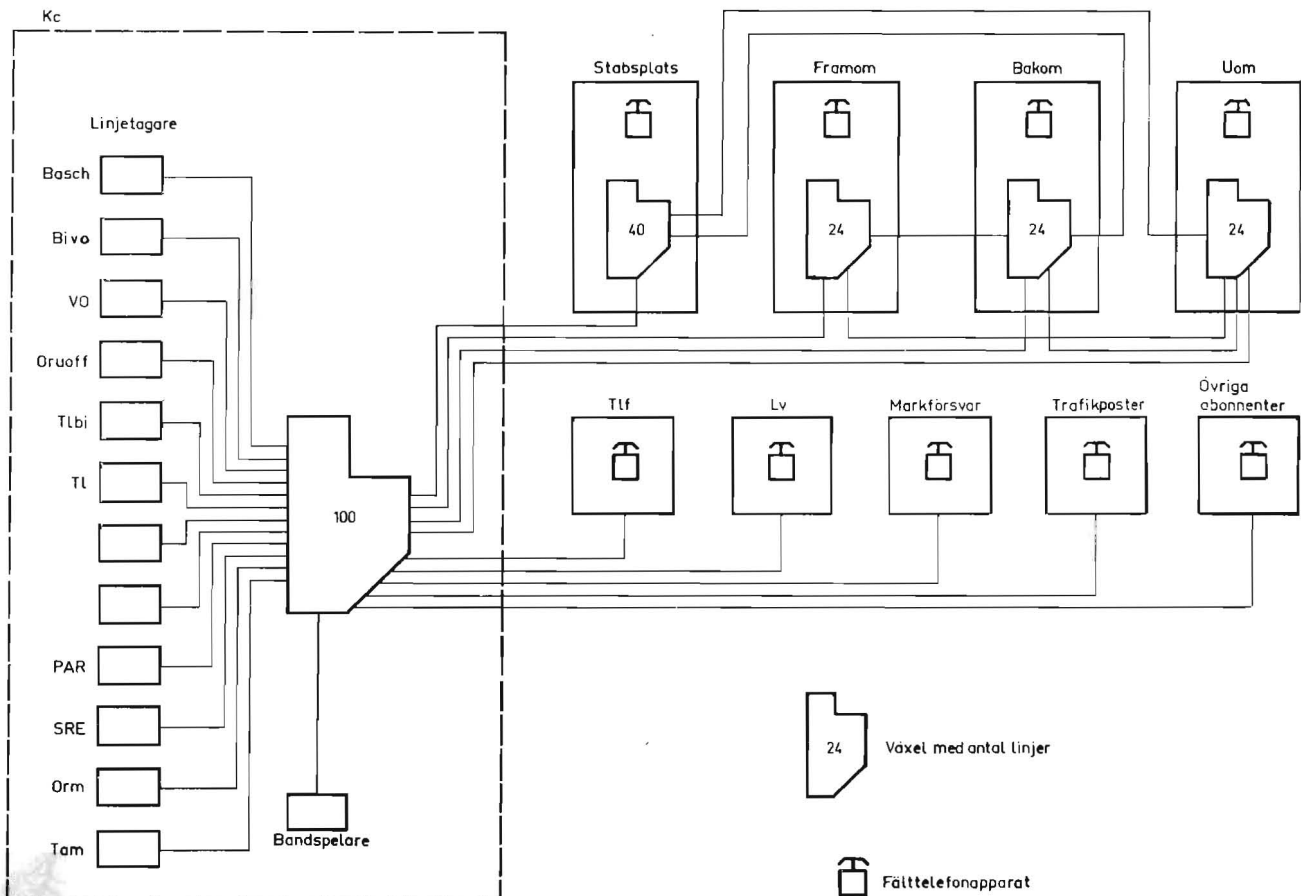 Kc
Stabsplats
Framom
Bakom
Uom
Linjetagare
Basch
Bivo
VO
Oruoff
Tlbi
Tl
PAR
SRE
Orm
Tam
40
24
24
24
100
Tlf
Lv
Markförsvar
Trafikposter
Övriga
abonnenter
Bandspelare
24
Växel med antal linjer
Fälttelefonapparat